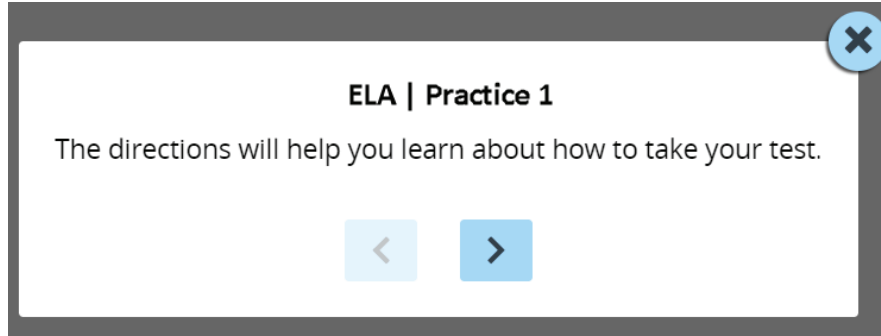 ELA | Practice 1
The directions will help you learn about how to take your test.